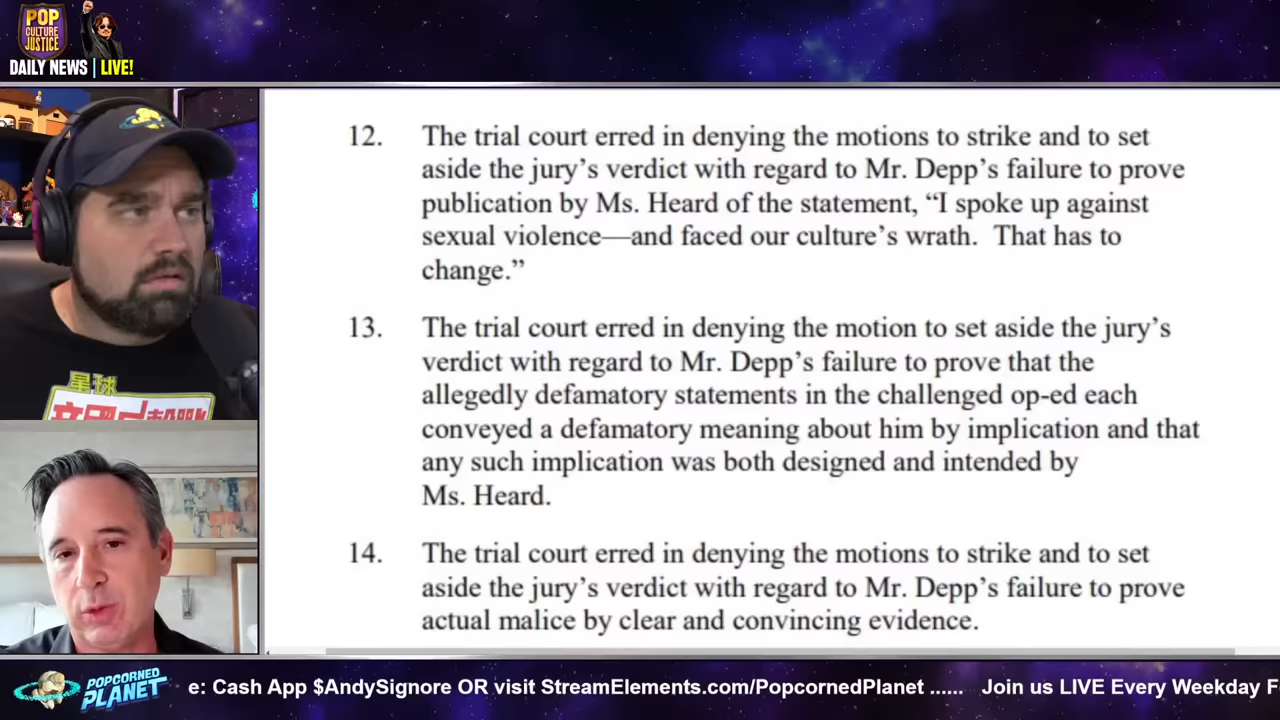 POP
CULTURE
JUSTICE
DAILY NEWS | LIVE!
12. The trial court erred in denying the motions to strike and to set
aside the jury’s verdict with regard to Mr. Depp’s failure to prove
publication by Ms. Heard of the statement, “I spoke up against
sexual violence—and faced our culture’s wrath. That has to
change.”
13. The trial court erred in denying the motion to set aside the jury’s
verdict with regard to Mr. Depp’s failure to prove that the
allegedly defamatory statements in the challenged op-ed each
conveyed a defamatory meaning about him by implication and that
any such implication was both designed and intended by
Ms. Heard.
14. The trial court erred in denying the motions to strike and to set
aside the jury’s verdict with regard to Mr. Depp’s failure to prove
actual malice by clear and convincing evidence.
星球
POPCORNED
PLANET
e: Cash App $AndySignore OR visit StreamElements.com/PopcornedPlanet ...... Join us LIVE Every Weekday F